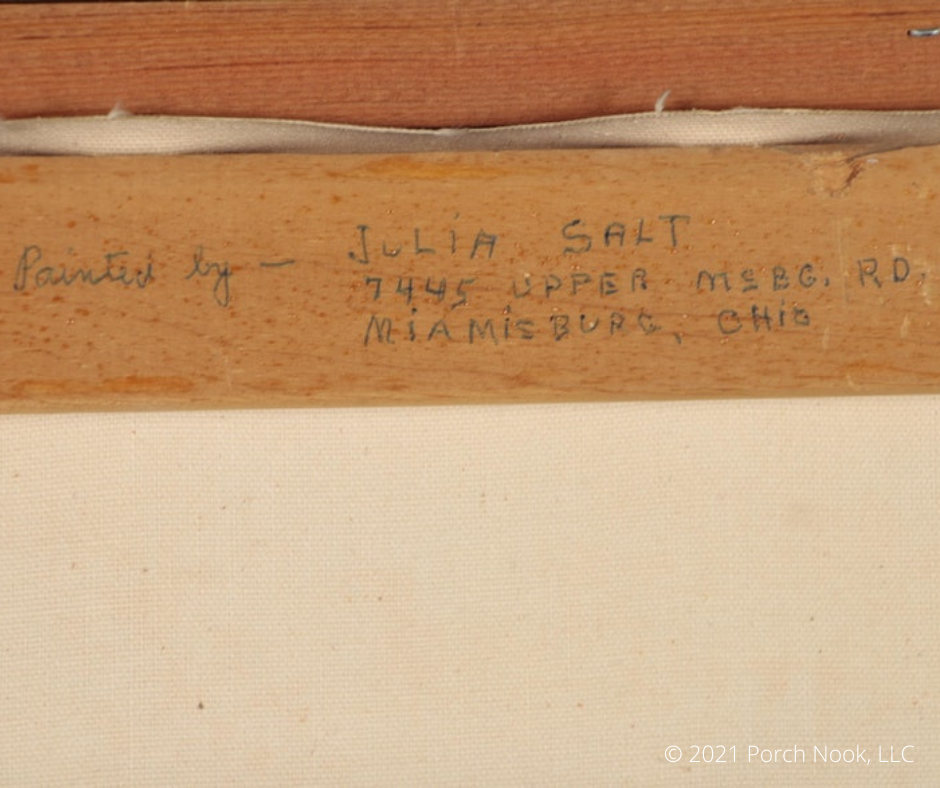 Painted by — JULIA SALT
7445 UPPER MSBG. RD.
MIAMISBURG, OHIO
© 2021 Porch Nook, LLC